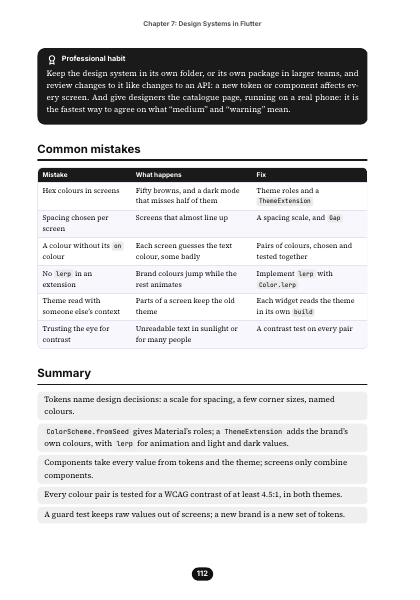 Chapter 7: Design Systems in Flutter
Professional habit
Keep the design system in its own folder, or its own package in larger teams, and
review changes to it like changes to an API: a new token or component affects ev-
ery screen. And give designers the catalogue page, running on a real phone: it is
the fastest way to agree on what “medium” and “warning” mean.
Common mistakes
Mistake What happens Fix
Hex colours in screens Fifty browns, and a dark mode Theme roles and a
that misses half of them ThemeExtension
Spacing chosen per Screens that almost line up A spacing scale, and Gap
screen
A colour without its on Each screen guesses the text Pairs of colours, chosen and
colour colour, some badly tested together
No lerp in an Brand colours jump while the Implement lerp with
extension rest animates Color.lerp
Theme read with Parts of a screen keep the old Each widget reads the theme
someone else’s context theme in its own build
Trusting the eye for Unreadable text in sunlight or A contrast test on every pair
contrast for many people
Summary
Tokens name design decisions: a scale for spacing, a few corner sizes, named
colours.
ColorScheme.fromSeed gives Material’s roles; a ThemeExtension adds the brand’s
own colours, with lerp for animation and light and dark values.
Components take every value from tokens and the theme; screens only combine
components.
Every colour pair is tested for a WCAG contrast of at least 4.5:1, in both themes.
A guard test keeps raw values out of screens; a new brand is a new set of tokens.
112